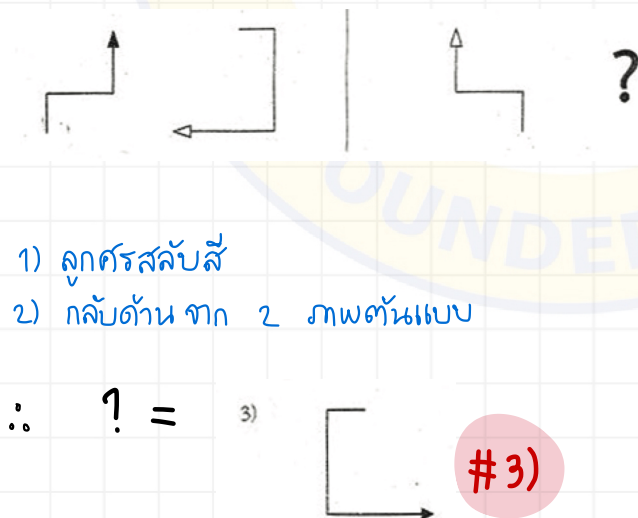 ?
OUNDE
1) ลูกศรสลับสี
2) กลับด้าน จาก 2 ภาพต้นแบบ
∴ ? = 3) #3)